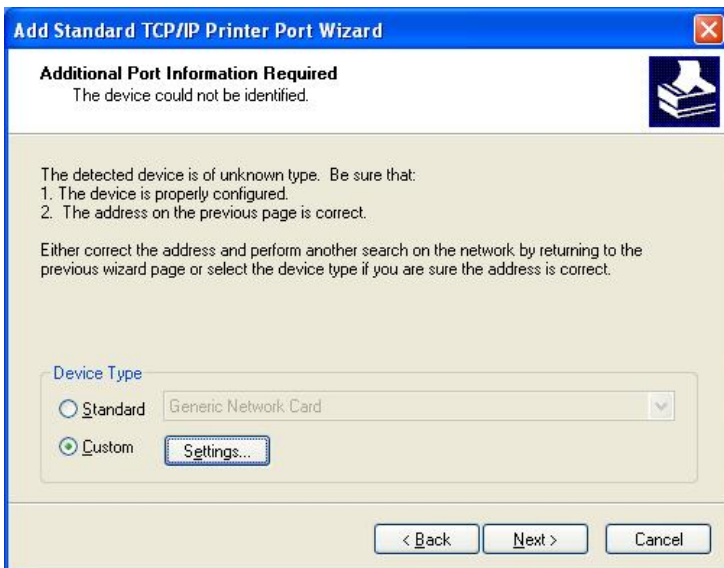 Add Standard TCP/IP Printer Port Wizard
Additional Port Information Required
The device could not be identified.
The detected device is of unknown type.  Be sure that:
1. The device is properly configured.
2.  The address on the previous page is correct.
Either correct the address and perform another search on the network by returning to the
previous wizard page or select the device type if you are sure the address is correct.
Device Type
Standard
Generic Network Card
Custom
Settings...
< Back
Next >
Cancel